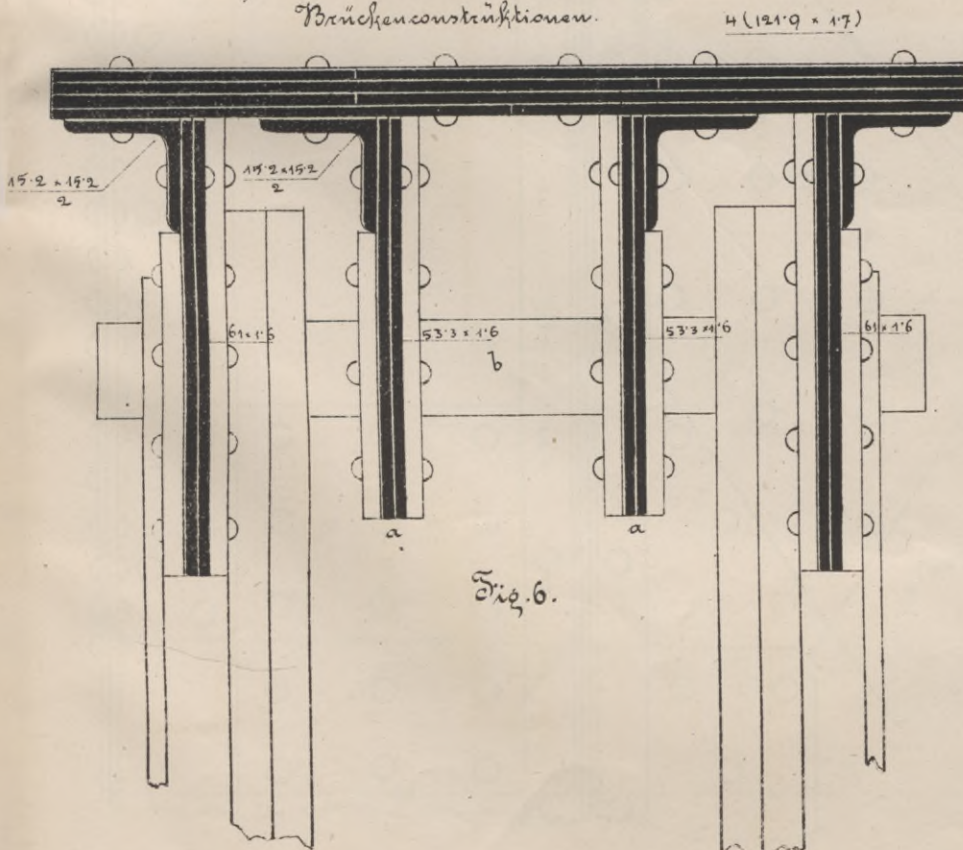 Brückenconstrüktionen.
4 (121·9 × 1·7)
15·2 × 15·2
2
15·2 × 15·2
2
61 × 1·6
53·3 × 1·6
53·3 × 1·6
61 × 1·6
b
a
a
Fig. 6.